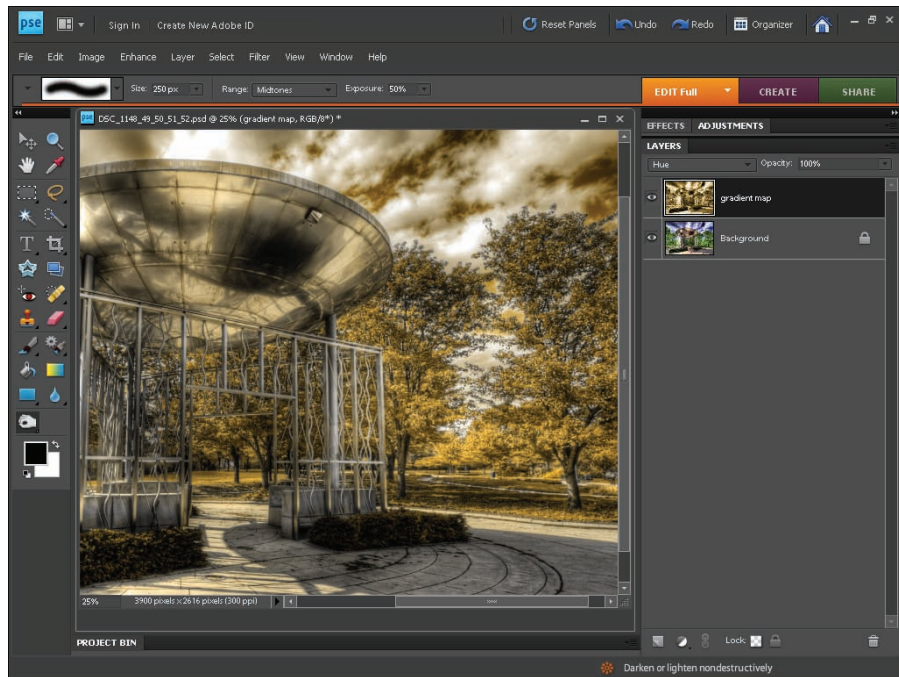 pse Sign In Create New Adobe ID Reset Panels Undo Redo Organizer
File Edit Image Enhance Layer Select Filter View Window Help
Size: 250 px Range: Midtones Exposure: 50% EDIT Full CREATE SHARE
pse DSC_1148_49_50_51_52.psd @ 25% (gradient map, RGB/8*) *
EFFECTS ADJUSTMENTS
LAYERS
Hue Opacity: 100%
gradient map
Background
T
25% 3900 pixels x 2616 pixels (300 ppi)
PROJECT BIN
Lock:
Darken or lighten nondestructively